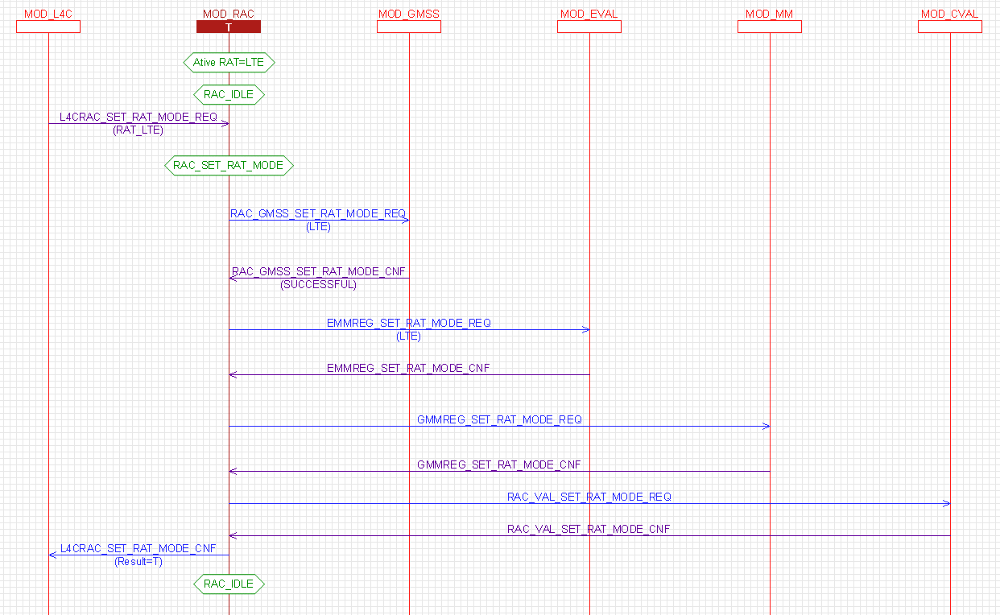 MOD_L4C MOD_RAC MOD_GMSS MOD_EVAL MOD_MM MOD_CVAL
T
Ative RAT=LTE
RAC_IDLE
L4CRAC_SET_RAT_MODE_REQ
(RAT_LTE)
RAC_SET_RAT_MODE
RAC_GMSS_SET_RAT_MODE_REQ
(LTE)
RAC_GMSS_SET_RAT_MODE_CNF
(SUCCESSFUL)
EMMREG_SET_RAT_MODE_REQ
(LTE)
EMMREG_SET_RAT_MODE_CNF
GMMREG_SET_RAT_MODE_REQ
GMMREG_SET_RAT_MODE_CNF
RAC_VAL_SET_RAT_MODE_REQ
RAC_VAL_SET_RAT_MODE_CNF
L4CRAC_SET_RAT_MODE_CNF
(Result=T)
RAC_IDLE